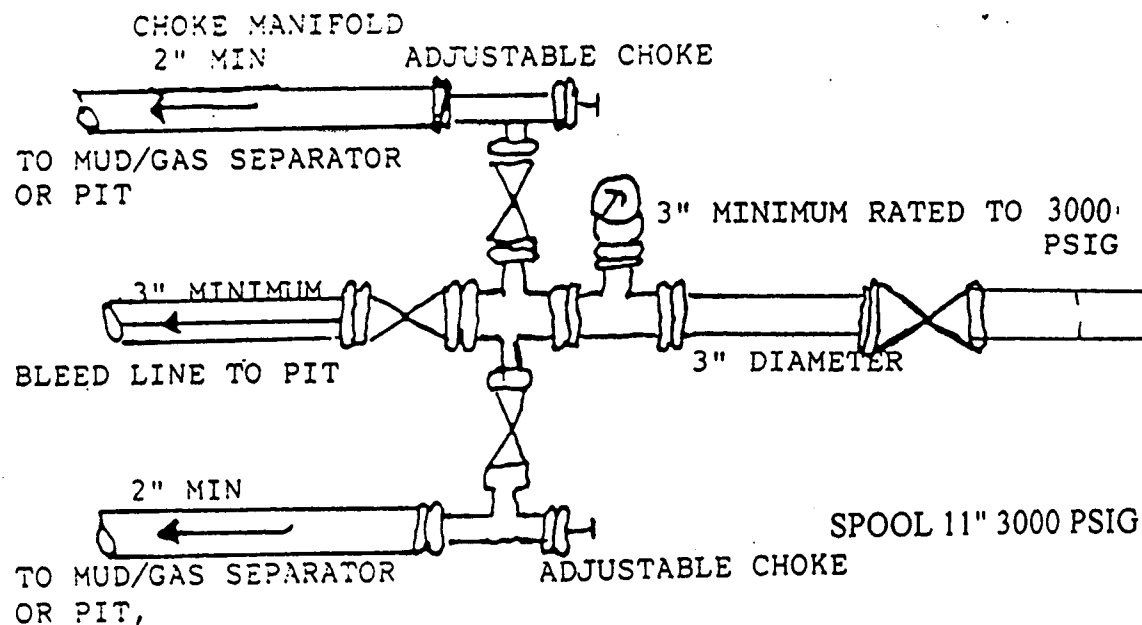 CHOKE MANIFOLD
2" MIN
ADJUSTABLE CHOKE
TO MUD/GAS SEPARATOR
OR PIT
3" MINIMUM RATED TO 3000
PSIG
3" MINIMUM
BLEED LINE TO PIT
3" DIAMETER
2" MIN
SPOOL 11" 3000 PSIG
TO MUD/GAS SEPARATOR
OR PIT,
ADJUSTABLE CHOKE